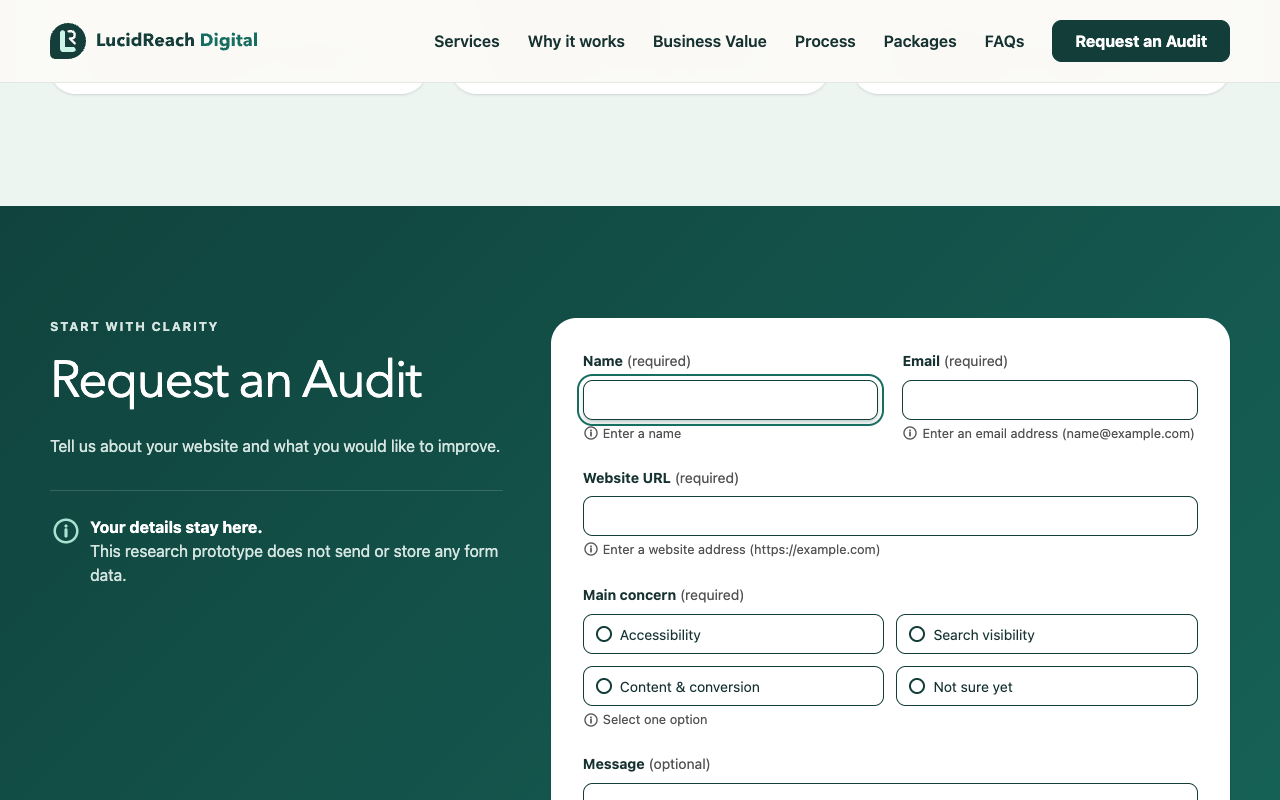 LucidReach Digital
Services
Why it works
Business Value
Process
Packages
FAQs
Request an Audit
START WITH CLARITY
Request an Audit
Tell us about your website and what you would like to improve.
Your details stay here.
This research prototype does not send or store any form
data.
Name (required)
Enter a name
Email (required)
Enter an email address (name@example.com)
Website URL (required)
Enter a website address (https://example.com)
Main concern (required)
Accessibility
Search visibility
Content & conversion
Not sure yet
Select one option
Message (optional)